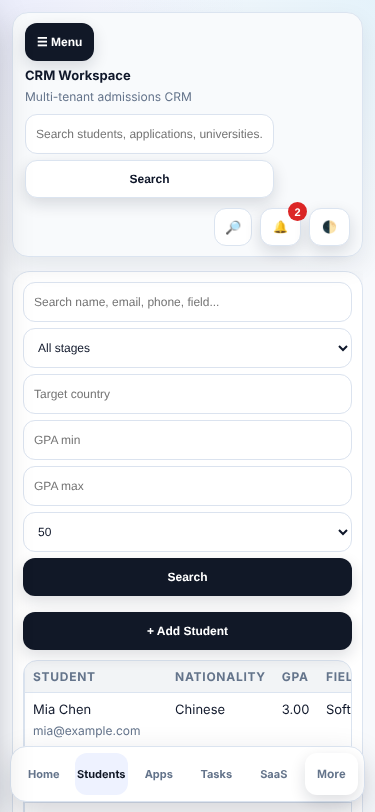 ☰ Menu
CRM Workspace
Multi-tenant admissions CRM
Search students, applications, universities.
Search
2
Search name, email, phone, field...
All stages
Target country
GPA min
GPA max
50
Search
+ Add Student
STUDENT NATIONALITY GPA FIEL
Mia Chen Chinese 3.00 Soft
mia@example.com
Home Students Apps Tasks SaaS More